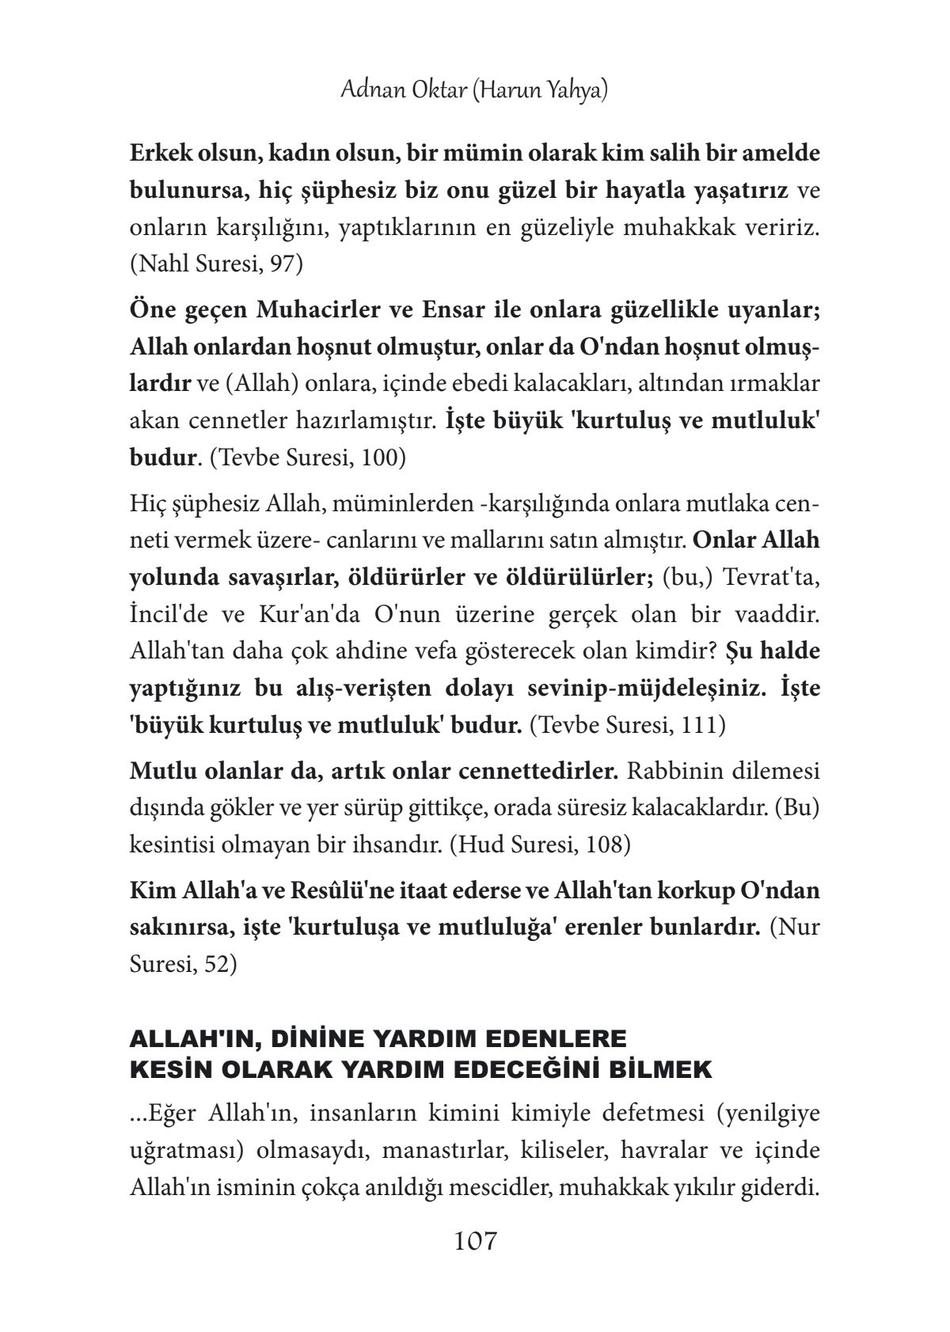 Adnan Oktar (Harun Yahya)
Erkek olsun, kadın olsun, bir mümin olarak kim salih bir amelde
bulunursa, hiç şüphesiz biz onu güzel bir hayatla yaşatırız ve
onların karşılığını, yaptıklarının en güzeliyle muhakkak veririz.
(Nahl Suresi, 97)
Öne geçen Muhacirler ve Ensar ile onlara güzellikle uyanlar;
Allah onlardan hoşnut olmuştur, onlar da O'ndan hoşnut olmuş-
lardır ve (Allah) onlara, içinde ebedi kalacakları, altından ırmaklar
akan cennetler hazırlamıştır. İşte büyük 'kurtuluş ve mutluluk'
budur. (Tevbe Suresi, 100)
Hiç şüphesiz Allah, müminlerden -karşılığında onlara mutlaka cen-
neti vermek üzere- canlarını ve mallarını satın almıştır. Onlar Allah
yolunda savaşırlar, öldürürler ve öldürülürler; (bu,) Tevrat'ta,
İncil'de ve Kur'an'da O'nun üzerine gerçek olan bir vaaddir.
Allah'tan daha çok ahdine vefa gösterecek olan kimdir? Şu halde
yaptığınız bu alış-verişten dolayı sevinip-müjdeleşiniz. İşte
'büyük kurtuluş ve mutluluk' budur. (Tevbe Suresi, 111)
Mutlu olanlar da, artık onlar cennettedirler. Rabbinin dilemesi
dışında gökler ve yer sürüp gittikçe, orada süresiz kalacaklardır. (Bu)
kesintisi olmayan bir ihsandır. (Hud Suresi, 108)
Kim Allah'a ve Resûlü'ne itaat ederse ve Allah'tan korkup O'ndan
sakınırsa, işte 'kurtuluşa ve mutluluğa' erenler bunlardır. (Nur
Suresi, 52)
ALLAH'IN, DİNİNE YARDIM EDENLERE
KESİN OLARAK YARDIM EDECEĞİNİ BİLMEK
...Eğer Allah'ın, insanların kimini kimiyle defetmesi (yenilgiye
uğratması) olmasaydı, manastırlar, kiliseler, havralar ve içinde
Allah'ın isminin çokça anıldığı mescidler, muhakkak yıkılır giderdi.
107